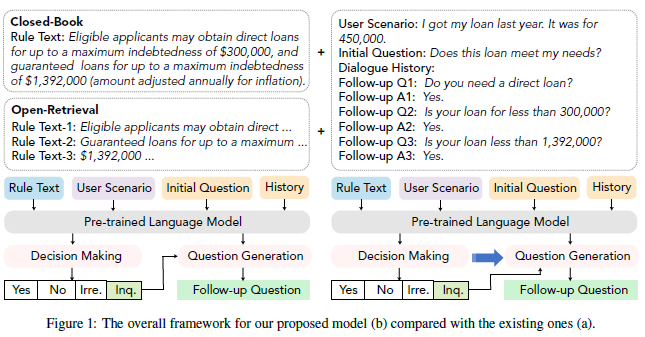 Closed-Book
Rule Text: Eligible applicants may obtain direct loans
for up to a maximum indebtedness of $300,000, and
guaranteed loans for up to a maximum indebtedness
of $1,392,000 (amount adjusted annually for inflation).
+
Open-Retrieval
Rule Text-1: Eligible applicants may obtain direct ...
Rule Text-2: Guaranteed loans for up to a maximum ...
Rule Text-3: $1,392,000 ...
+
User Scenario: I got my loan last year. It was for
450,000.
Initial Question: Does this loan meet my needs?
Dialogue History:
Follow-up Q1: Do you need a direct loan?
Follow-up A1: Yes.
Follow-up Q2: Is your loan for less than 300,000?
Follow-up A2: Yes.
Follow-up Q3: Is your loan less than 1,392,000?
Follow-up A3: Yes.
Rule Text User Scenario Initial Question History
Pre-trained Language Model
Decision Making Question Generation
Yes No Irre. Inq. Follow-up Question
Rule Text User Scenario Initial Question History
Pre-trained Language Model
Decision Making Question Generation
Yes No Irre. Inq. Follow-up Question
Figure 1: The overall framework for our proposed model (b) compared with the existing ones (a).